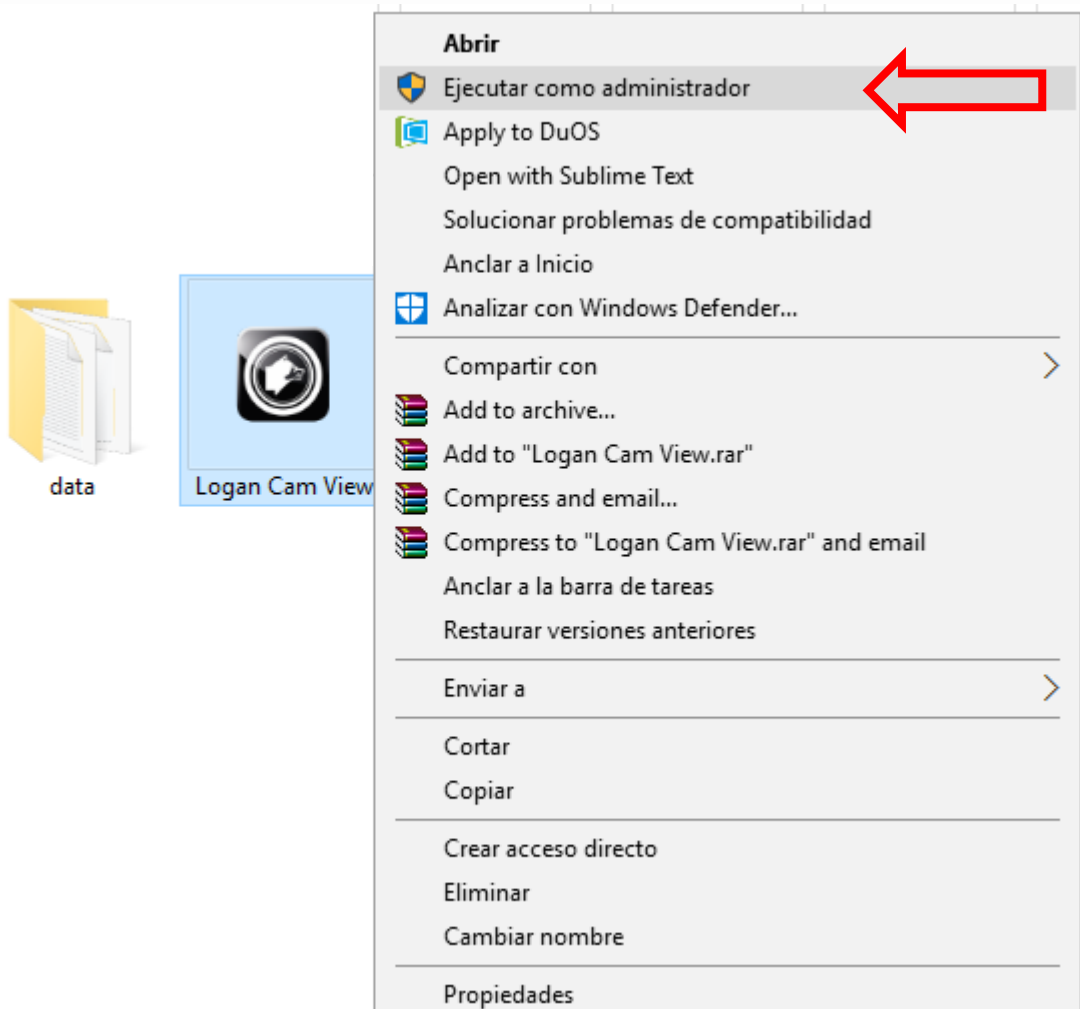 Abrir
Ejecutar como administrador
Apply to DuOS
Open with Sublime Text
Solucionar problemas de compatibilidad
Anclar a Inicio
Analizar con Windows Defender...
Compartir con
Add to archive...
Add to "Logan Cam View.rar"
Compress and email...
Compress to "Logan Cam View.rar" and email
Anclar a la barra de tareas
Restaurar versiones anteriores
Enviar a
Cortar
Copiar
Crear acceso directo
Eliminar
Cambiar nombre
Propiedades
data
Logan Cam View